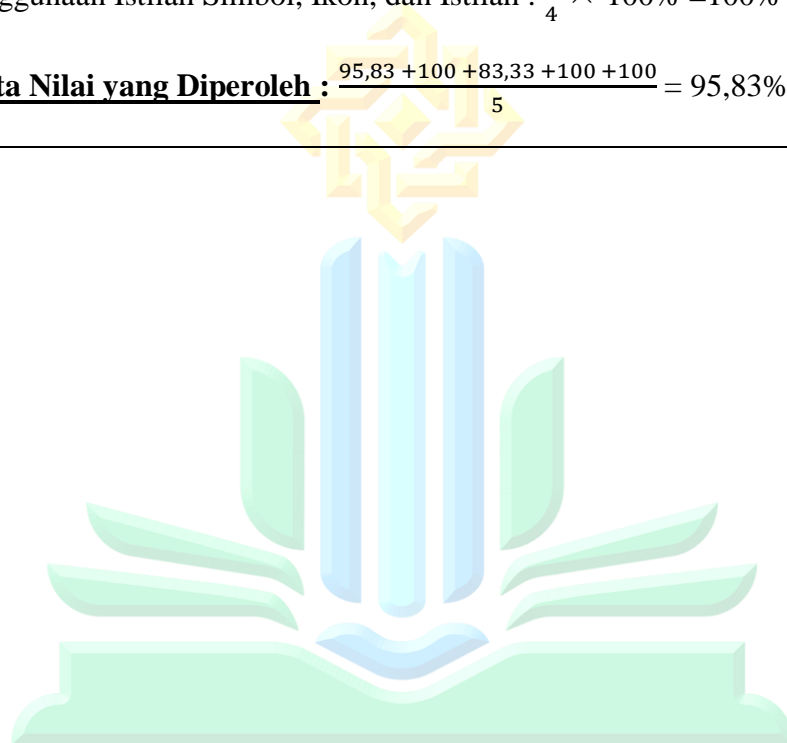 ggunaan Istilah Simbol, Ikon, dan Istilah : 4 × 100% =100%
ta Nilai yang Diperoleh : 95,83 +100 +83,33 +100 +100 / 5 = 95,83%